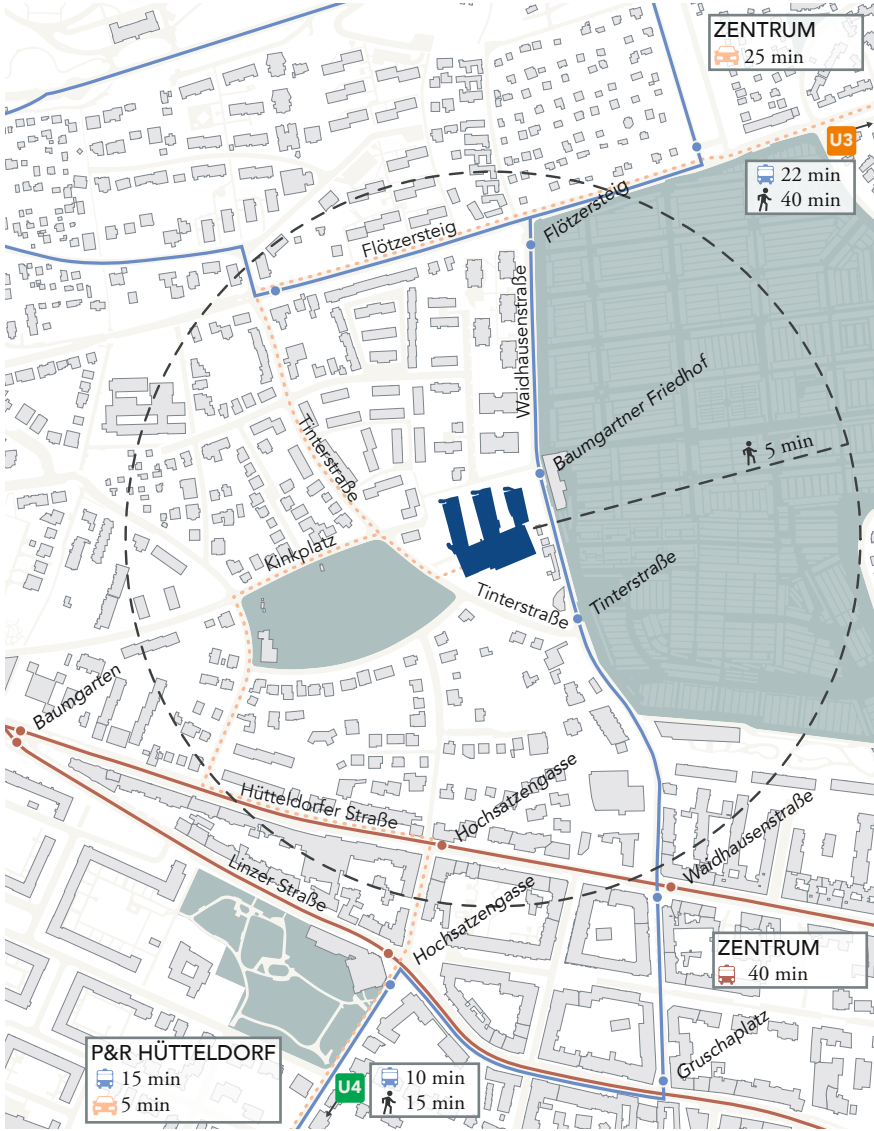 ZENTRUM
25 min
U3
22 min
40 min
Flötzersteig
Flötzersteig
Waidhausenstraße
Baumgartner Friedhof
5 min
Tinterstraße
Kinkplatz
Tinterstraße
Tinterstraße
Baumgarten
Hütteldorfer Straße
Hochsatzengasse
Waidhausenstraße
Linzer Straße
Hochsatzengasse
ZENTRUM
40 min
Gruschaplatz
P&R HÜTTELDORF
15 min
5 min
U4
10 min
15 min